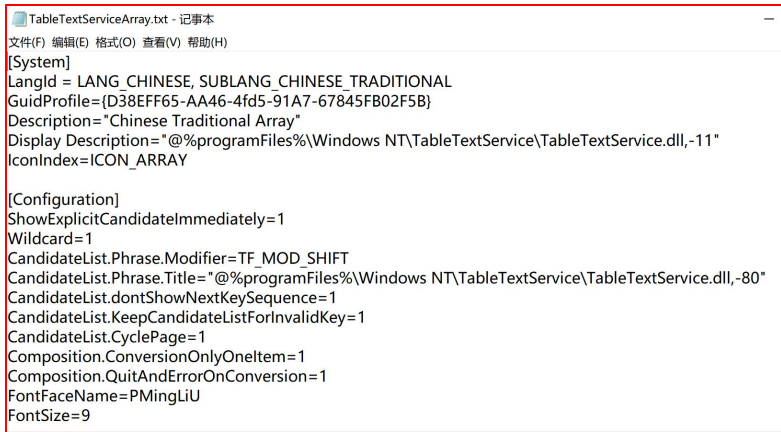 TableTextServiceArray.txt - 记事本
文件(F) 编辑(E) 格式(O) 查看(V) 帮助(H)
[System]
LangId = LANG_CHINESE, SUBLANG_CHINESE_TRADITIONAL
GuidProfile={D38EFF65-AA46-4fd5-91A7-67845FB02F5B}
Description="Chinese Traditional Array"
Display Description="@%programFiles%\Windows NT\TableTextService\TableTextService.dll,-11"
IconIndex=ICON_ARRAY

[Configuration]
ShowExplicitCandidateImmediately=1
Wildcard=1
CandidateList.Phrase.Modifier=TF_MOD_SHIFT
CandidateList.Phrase.Title="@%programFiles%\Windows NT\TableTextService\TableTextService.dll,-80"
CandidateList.dontShowNextKeySequence=1
CandidateList.KeepCandidateListForInvalidKey=1
CandidateList.CyclePage=1
Composition.ConversionOnlyOneItem=1
Composition.QuitAndErrorOnConversion=1
FontFaceName=PMingLiU
FontSize=9